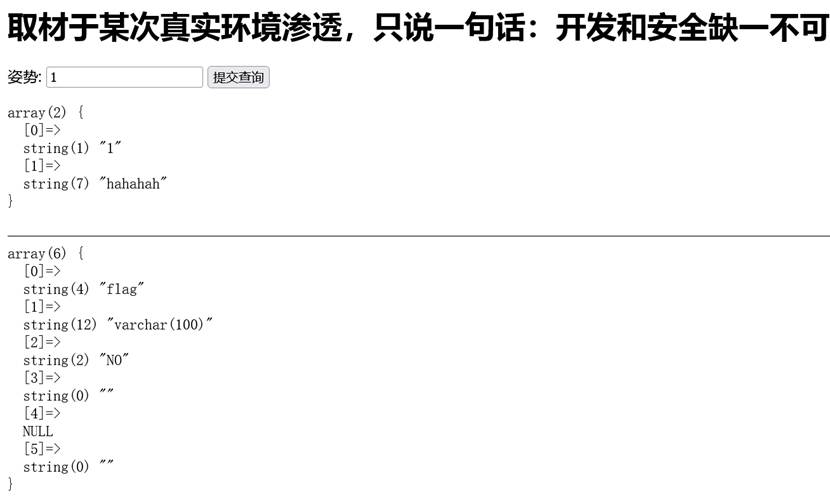 取材于某次真实环境渗透，只说一句话：开发和安全缺一不可
姿势: 1 提交查询
array(2) {
  [0]=>
  string(1) "1"
  [1]=>
  string(7) "hahahah"
}
array(6) {
  [0]=>
  string(4) "flag"
  [1]=>
  string(12) "varchar(100)"
  [2]=>
  string(2) "NO"
  [3]=>
  string(0) ""
  [4]=>
  NULL
  [5]=>
  string(0) ""
}